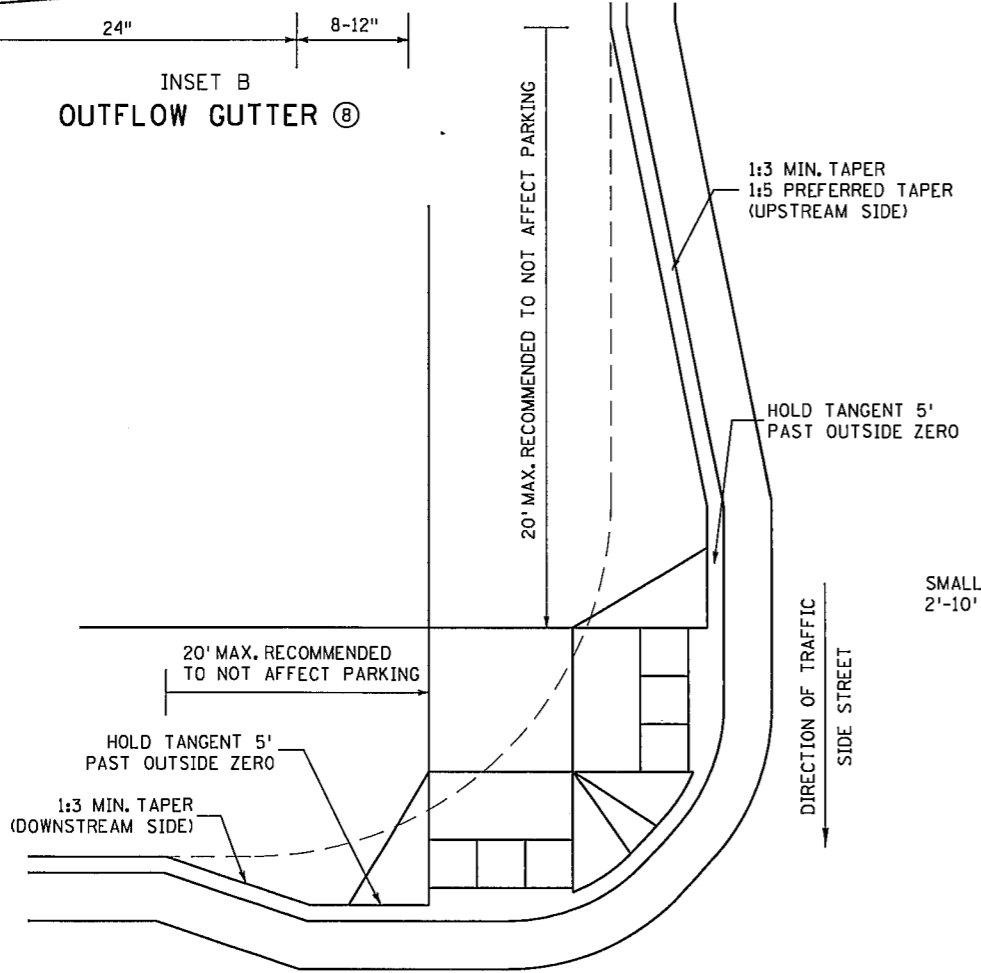 24"
8-12"
INSET B
OUTFLOW GUTTER ⑧
20' MAX. RECOMMENDED TO NOT AFFECT PARKING
1:3 MIN. TAPER
1:5 PREFERRED TAPER
(UPSTREAM SIDE)
HOLD TANGENT 5'
PAST OUTSIDE ZERO
SMALL
2'-10'
DIRECTION OF TRAFFIC
SIDE STREET
20' MAX. RECOMMENDED
TO NOT AFFECT PARKING
HOLD TANGENT 5'
PAST OUTSIDE ZERO
1:3 MIN. TAPER
(DOWNSTREAM SIDE)